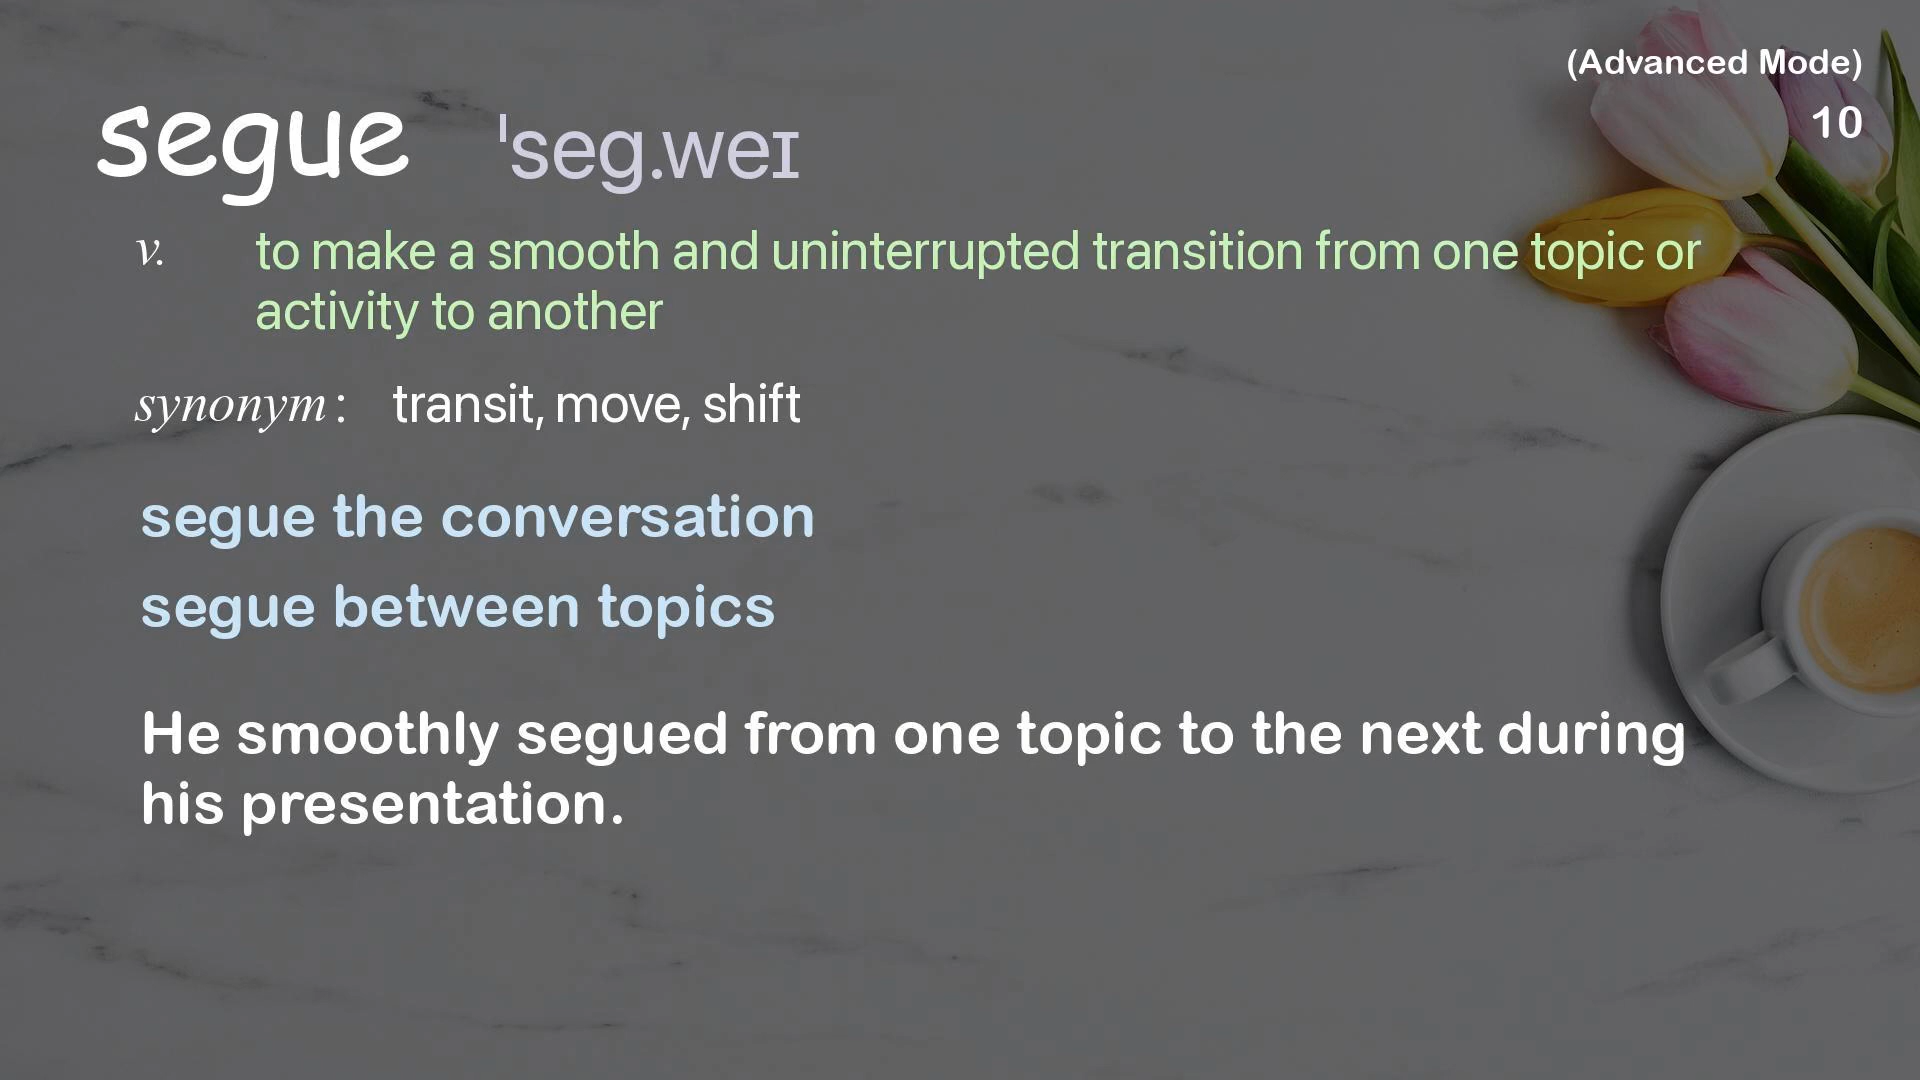 (Advanced Mode)
10
segue ˈseg.weɪ
v. to make a smooth and uninterrupted transition from one topic or
activity to another
synonym : transit, move, shift
segue the conversation
segue between topics
He smoothly segued from one topic to the next during
his presentation.